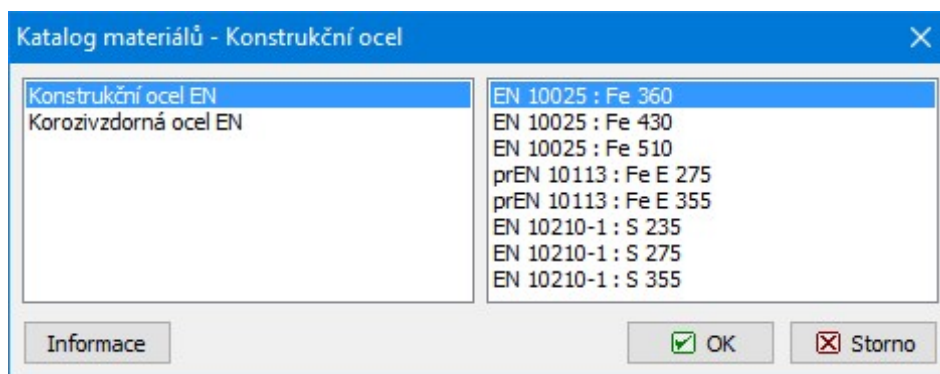 Katalog materiálů - Konstrukční ocel
Konstrukční ocel EN
Korozivzdorná ocel EN
EN 10025 : Fe 360
EN 10025 : Fe 430
EN 10025 : Fe 510
prEN 10113 : Fe E 275
prEN 10113 : Fe E 355
EN 10210-1 : S 235
EN 10210-1 : S 275
EN 10210-1 : S 355
Informace
OK
Storno